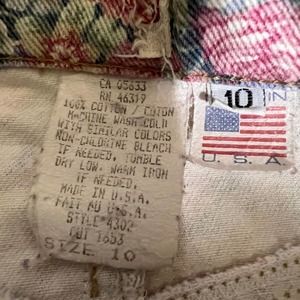 CA 05633
RN 46319
100% COTTON / COTON
MACHINE WASH COLD
WITH SIMILAR COLORS
NON-CHLORINE BLEACH
IF NEEDED. TUMBLE
DRY LOW. WARM IRON
IF NEEDED.
MADE IN U.S.A.
FAIT AU U.S.A.
STYLE 4302
CUT 1653
SIZE 10
IN
10
U.S.A.